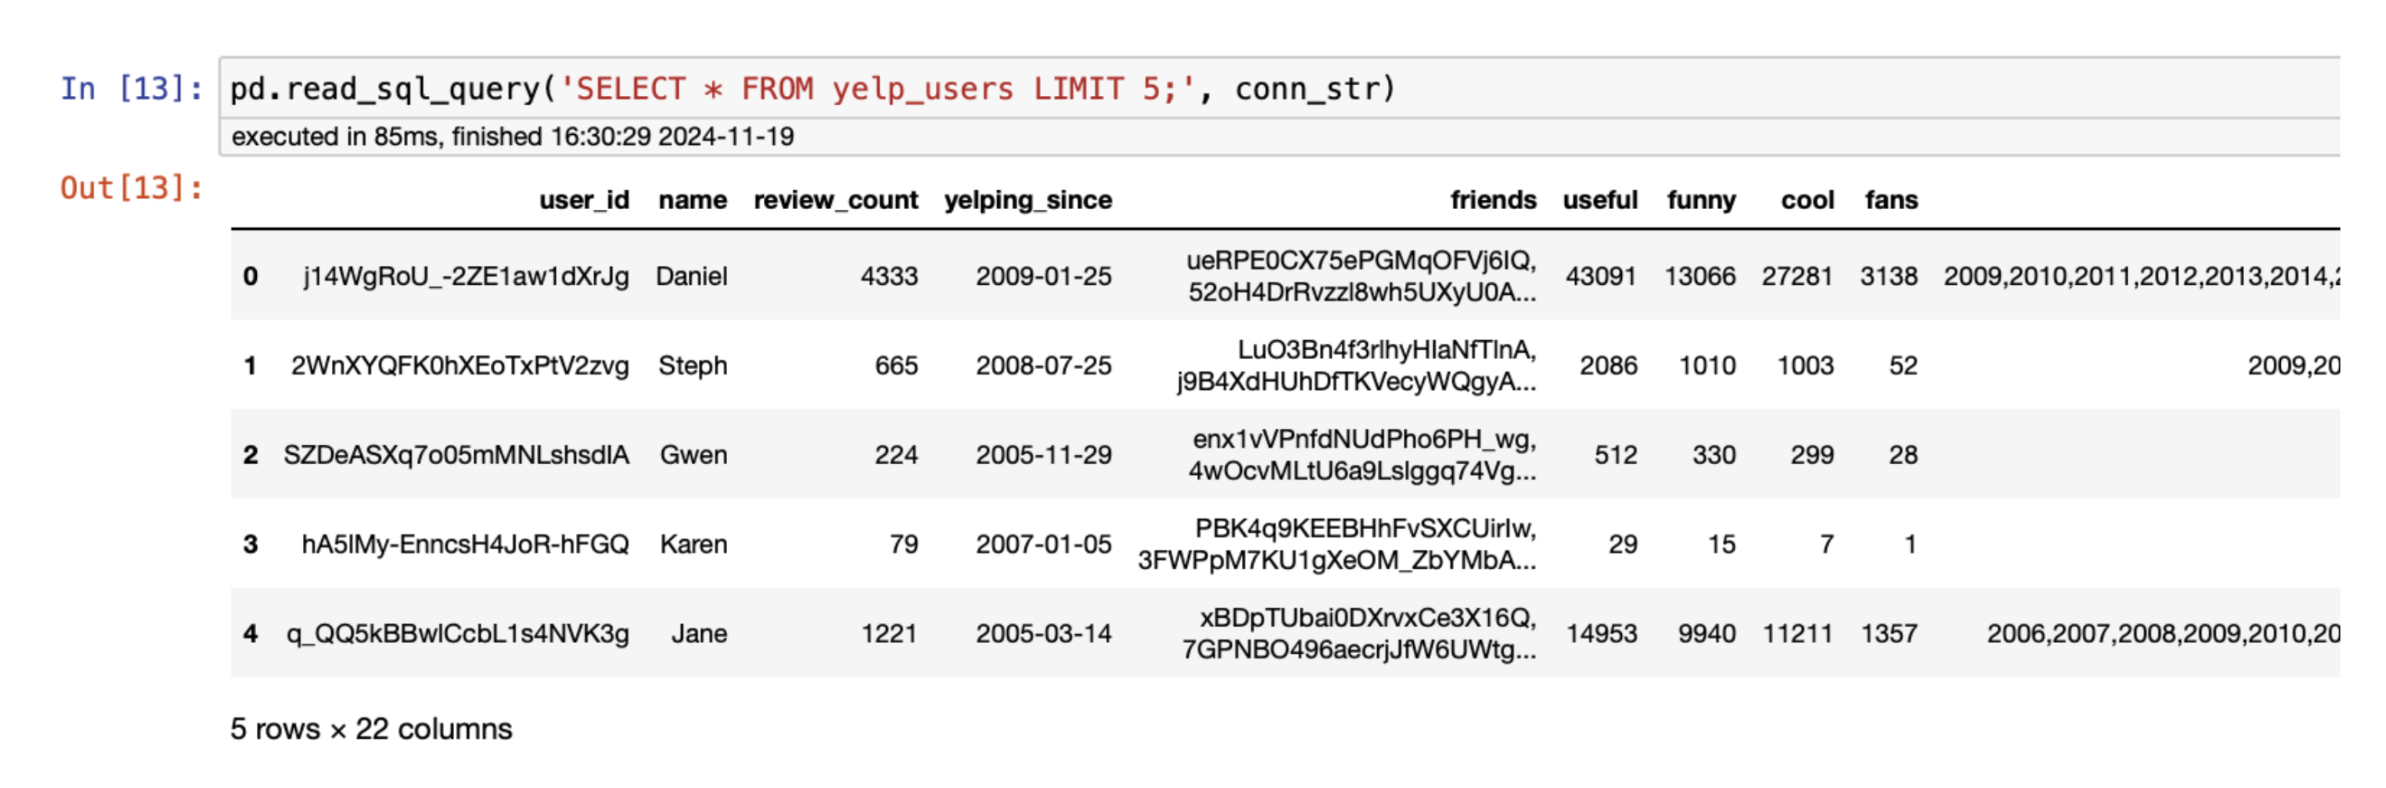 In [13]: pd.read_sql_query('SELECT * FROM yelp_users LIMIT 5;', conn_str)
executed in 85ms, finished 16:30:29 2024-11-19
Out[13]:
user_id name review_count yelping_since friends useful funny cool fans
0 j14WgRoU_-2ZE1aw1dXrJg Daniel 4333 2009-01-25 ueRPE0CX75ePGMqOFVj6IQ, 43091 13066 27281 3138 2009,2010,2011,2012,2013,2014,
52oH4DrRvzzl8wh5UXyU0A...
1 2WnXYQFK0hXEoTxPtV2zvg Steph 665 2008-07-25 LuO3Bn4f3rlhyHIaNfTlnA, 2086 1010 1003 52 2009,20
j9B4XdHUhDfTKVecyWQgyA...
2 SZDeASXq7o05mMNLshsdIA Gwen 224 2005-11-29 enx1vVPnfdNUdPho6PH_wg, 512 330 299 28
4wOcvMLtU6a9Lslggq74Vg...
3 hA5lMy-EnncsH4JoR-hFGQ Karen 79 2007-01-05 PBK4q9KEEBHhFvSXCUirIw, 29 15 7 1
3FWPpM7KU1gXeOM_ZbYMbA...
4 q_QQ5kBBwlCcbL1s4NVK3g Jane 1221 2005-03-14 xBDpTUbai0DXrvxCe3X16Q, 14953 9940 11211 1357 2006,2007,2008,2009,2010,20
7GPNBO496aecrjJfW6UWtg...
5 rows × 22 columns